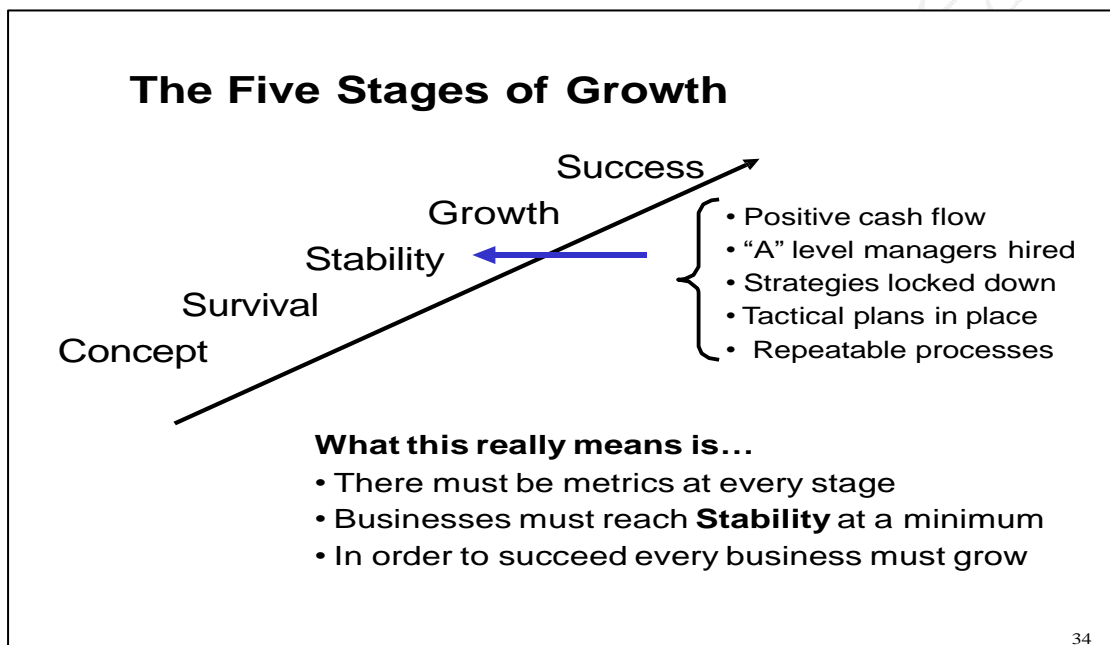 The Five Stages of Growth
Success
Growth
Stability
Survival
Concept
• Positive cash flow
• “A” level managers hired
• Strategies locked down
• Tactical plans in place
• Repeatable processes
What this really means is…
• There must be metrics at every stage
• Businesses must reach Stability at a minimum
• In order to succeed every business must grow
34